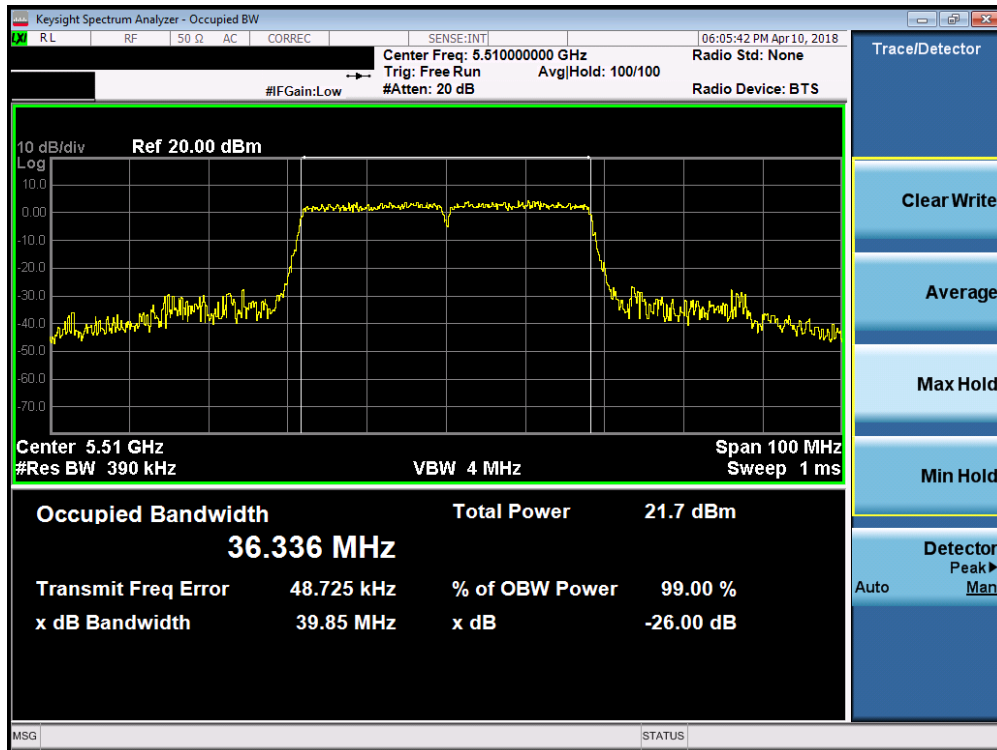 Keysight Spectrum Analyzer - Occupied BW
LXI RL RF 50 Ω AC CORREC SENSE:INT 06:05:42 PM Apr 10, 2018
Center Freq: 5.510000000 GHz Radio Std: None
Trig: Free Run Avg|Hold: 100/100
#IFGain:Low #Atten: 20 dB Radio Device: BTS
Trace/Detector
10 dB/div Ref 20.00 dBm
Log
10.0
0.00
-10.0
-20.0
-30.0
-40.0
-50.0
-60.0
-70.0
Center 5.51 GHz Span 100 MHz
#Res BW 390 kHz VBW 4 MHz Sweep 1 ms
Occupied Bandwidth Total Power 21.7 dBm
36.336 MHz
Transmit Freq Error 48.725 kHz % of OBW Power 99.00 %
x dB Bandwidth 39.85 MHz x dB -26.00 dB
Clear Write
Average
Max Hold
Min Hold
Detector
Peak▶
Auto Man
MSG STATUS